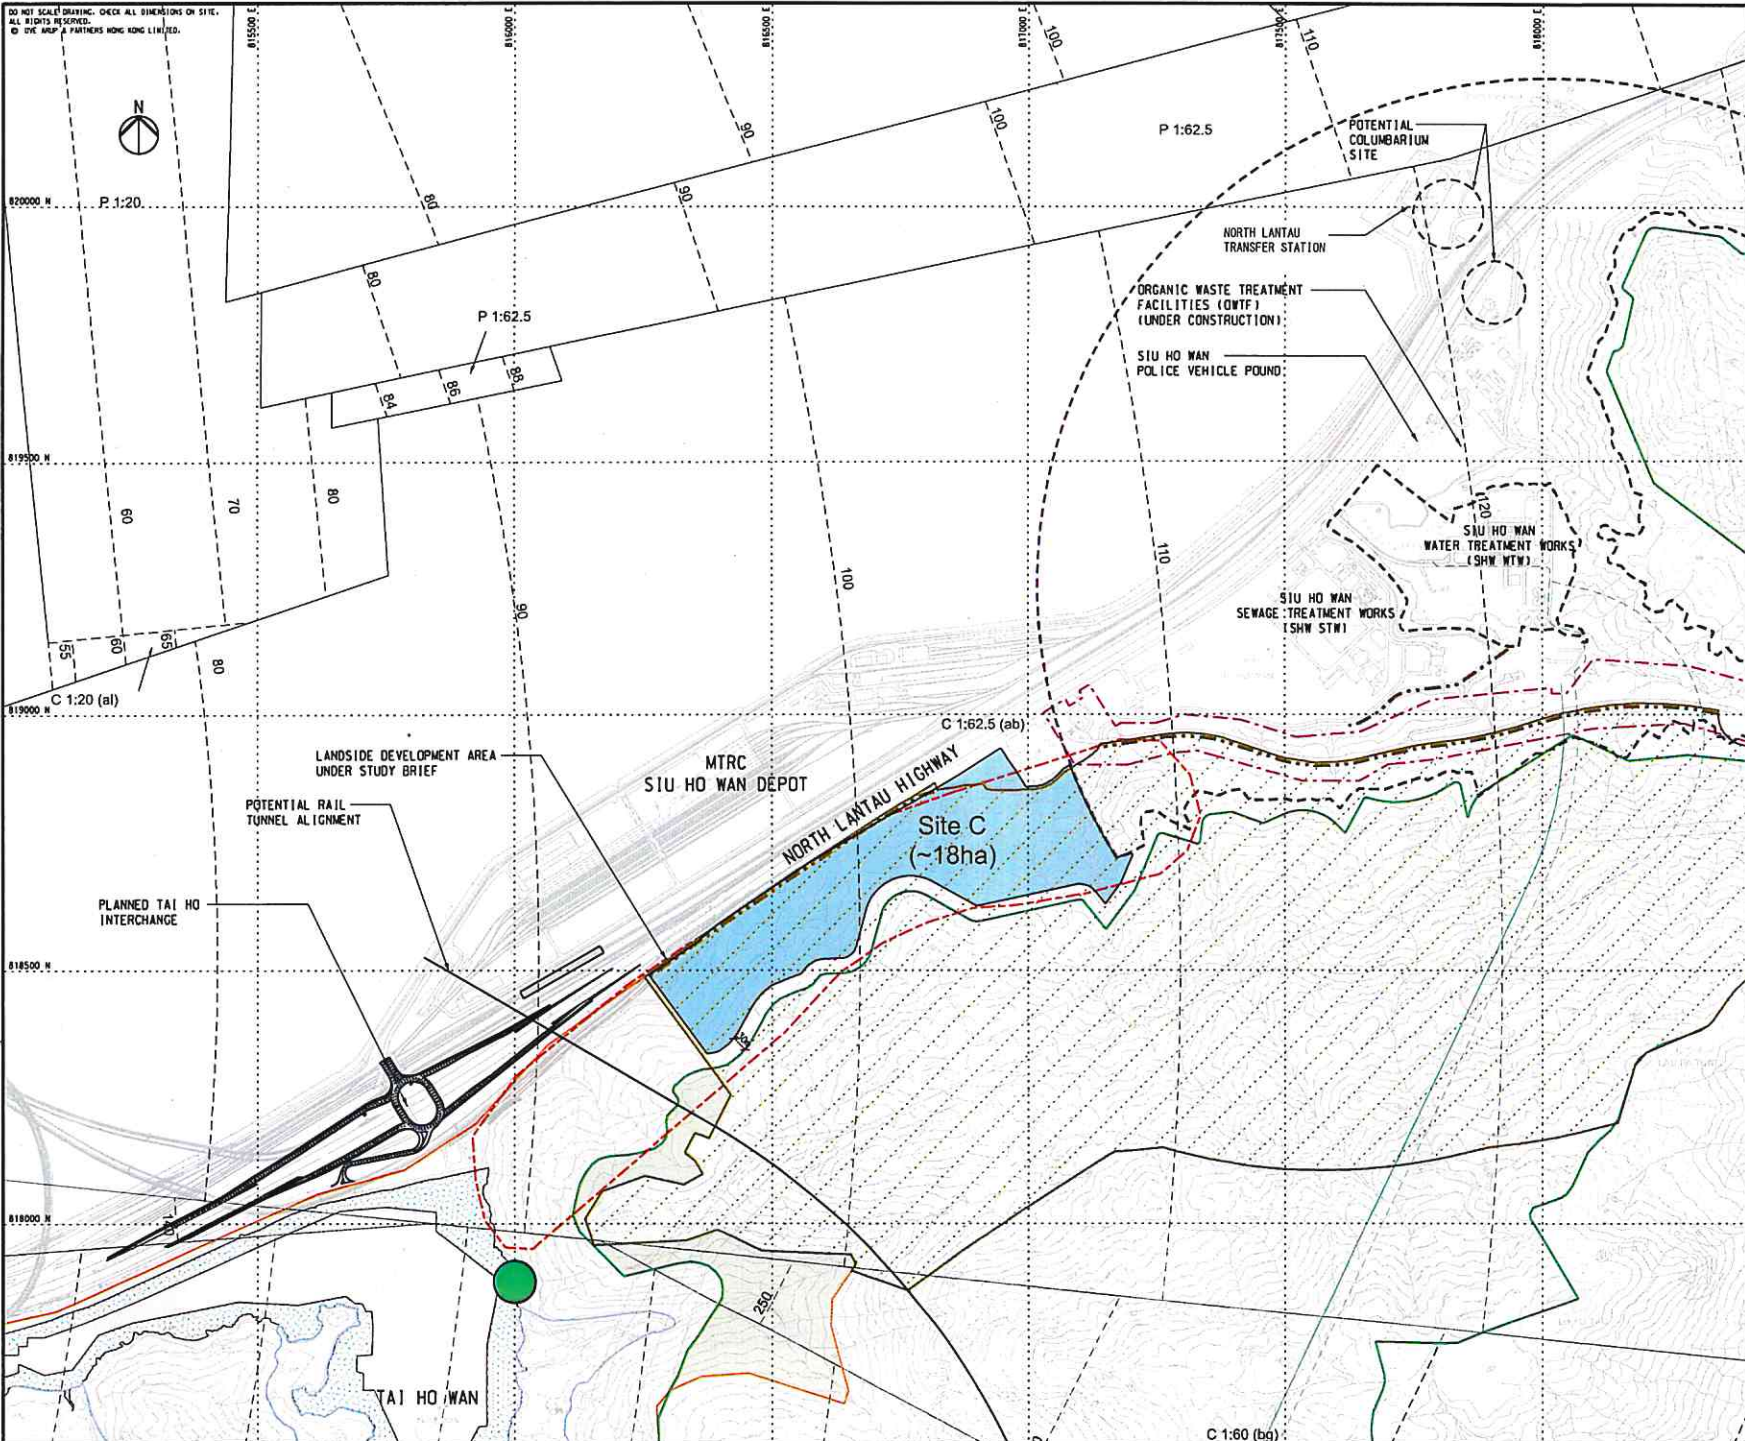 DO NOT SCALE DRAWING. CHECK ALL DIMENSIONS ON SITE.
ALL RIGHTS RESERVED.
© OVE ARUP & PARTNERS HONG KONG LIMITED.
815500 E
816000 E
816500 E
817000 E
817500 E
818000 E
100
110
N
90
100
P 1:62.5
POTENTIAL
COLUMBARIUM
SITE
820000 N
P 1:20
80
90
NORTH LANTAU
TRANSFER STATION
80
ORGANIC WASTE TREATMENT
FACILITIES (OWTF)
(UNDER CONSTRUCTION)
P 1:62.5
SIU HO WAN
POLICE VEHICLE POUND
88
86
84
819500 N
60
70
80
120
SIU HO WAN
WATER TREATMENT WORKS
(SHW WTW)
110
100
90
SIU HO WAN
SEWAGE TREATMENT WORKS
(SHW STW)
55
60
65
80
C 1:20 (al)
819000 N
C 1:62.5 (ab)
LANDSIDE DEVELOPMENT AREA
UNDER STUDY BRIEF
MTRC
SIU HO WAN DEPOT
NORTH LANTAU HIGHWAY
POTENTIAL RAIL
TUNNEL ALIGNMENT
Site C
(~18ha)
PLANNED TAI HO
INTERCHANGE
818500 N
818000 N
250
TAI HO WAN
C 1:60 (bg)